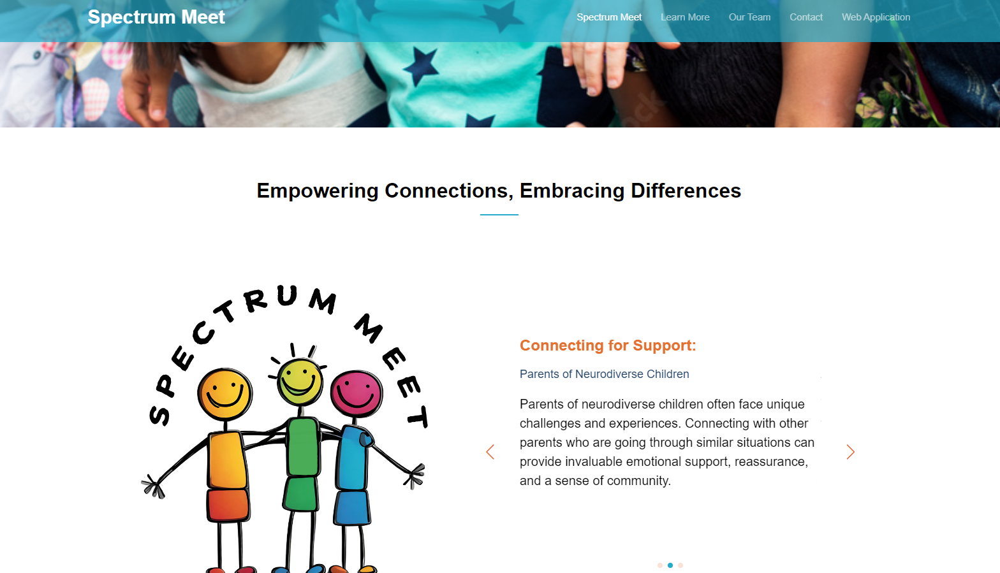 Spectrum Meet
Spectrum Meet Learn More Our Team Contact Web Application
Empowering Connections, Embracing Differences
SPECTRUM MEET
Connecting for Support:
Parents of Neurodiverse Children
Parents of neurodiverse children often face unique
challenges and experiences. Connecting with other
parents who are going through similar situations can
provide invaluable emotional support, reassurance,
and a sense of community.